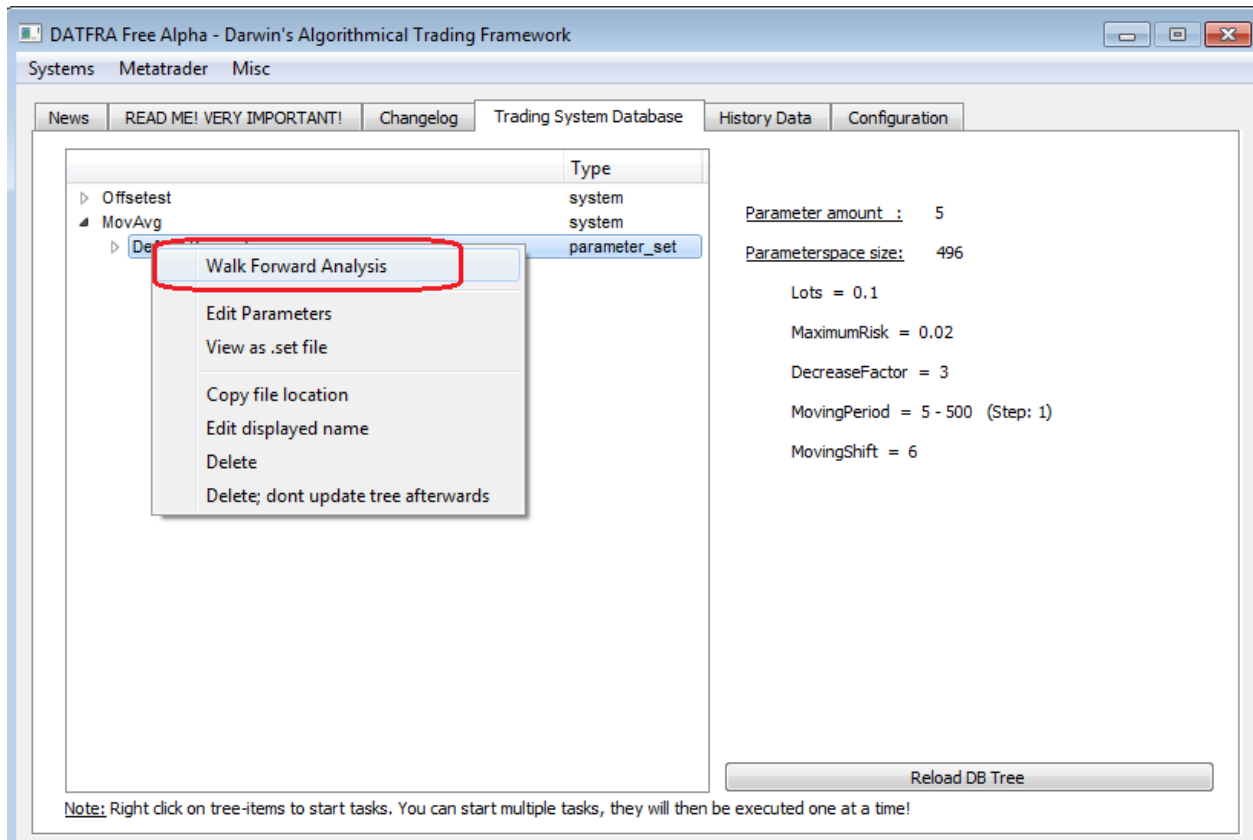 DATFRA Free Alpha - Darwin's Algorithmical Trading Framework
Systems Metatrader Misc
News READ ME! VERY IMPORTANT! Changelog Trading System Database History Data Configuration
Type
Offsetest system
MovAvg system
parameter_set
Walk Forward Analysis
Edit Parameters
View as .set file
Copy file location
Edit displayed name
Delete
Delete; dont update tree afterwards
Parameter amount : 5
Parameterspace size: 496
Lots = 0.1
MaximumRisk = 0.02
DecreaseFactor = 3
MovingPeriod = 5 - 500 (Step: 1)
MovingShift = 6
Reload DB Tree
Note: Right click on tree-items to start tasks. You can start multiple tasks, they will then be executed one at a time!